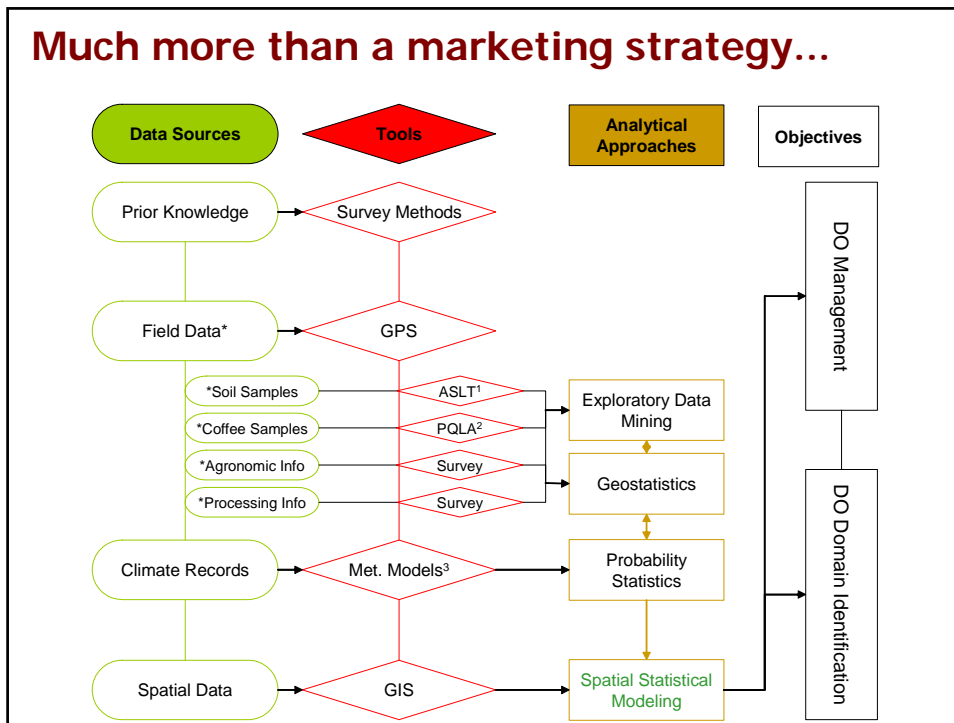 Much more than a marketing strategy...
Data Sources
Tools
Analytical
Approaches
Objectives
Prior Knowledge
Survey Methods
Field Data*
GPS
*Soil Samples
ASLT¹
*Coffee Samples
PQLA²
*Agronomic Info
Survey
*Processing Info
Survey
Exploratory Data
Mining
Geostatistics
Climate Records
Met. Models³
Probability
Statistics
Spatial Data
GIS
Spatial Statistical
Modeling
DO Management
DO Domain Identification